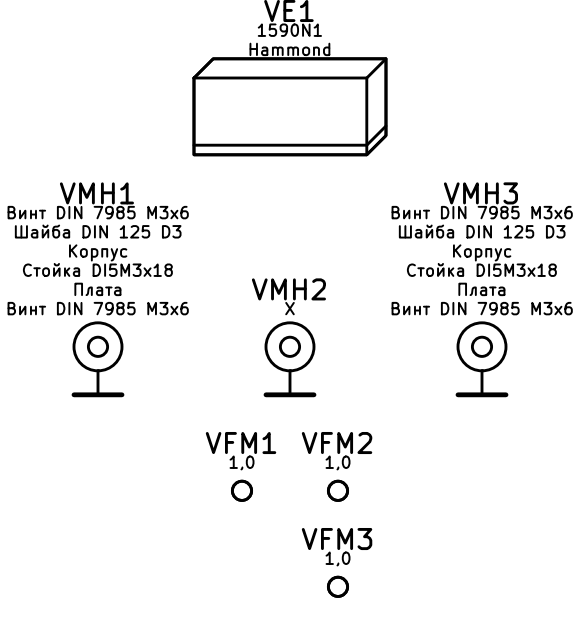 VE1
1590N1
Hammond
VMH1
Винт DIN 7985 M3x6
Шайба DIN 125 D3
Корпус
Стойка DI5M3x18
Плата
Винт DIN 7985 M3x6
VMH2
X
VMH3
Винт DIN 7985 M3x6
Шайба DIN 125 D3
Корпус
Стойка DI5M3x18
Плата
Винт DIN 7985 M3x6
VFM1
1,0
VFM2
1,0
VFM3
1,0